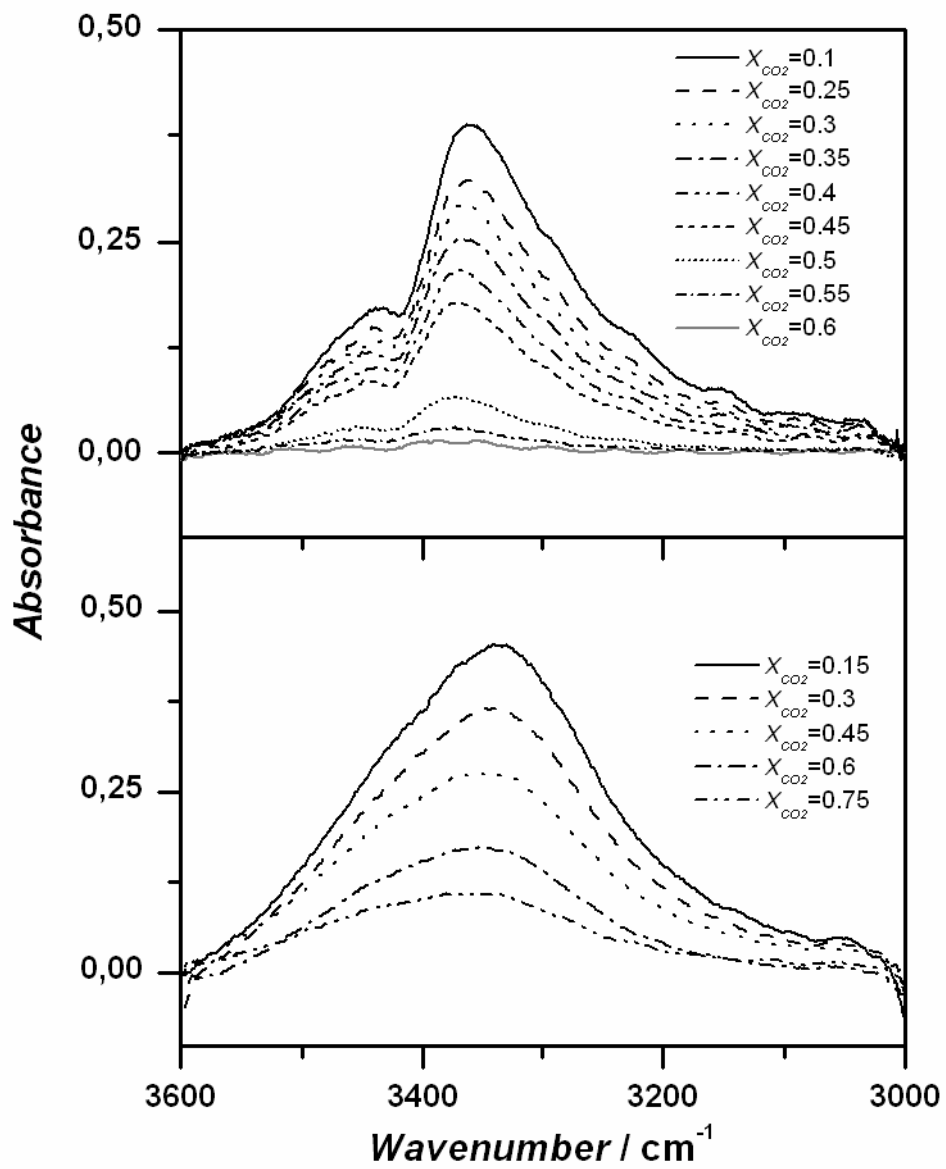 0,50
X_CO2=0.1
X_CO2=0.25
X_CO2=0.3
X_CO2=0.35
0,25
X_CO2=0.4
X_CO2=0.45
X_CO2=0.5
X_CO2=0.55
X_CO2=0.6
0,00
Absorbance
0,50
X_CO2=0.15
X_CO2=0.3
X_CO2=0.45
0,25
X_CO2=0.6
X_CO2=0.75
0,00
3600 3400 3200 3000
Wavenumber / cm⁻¹